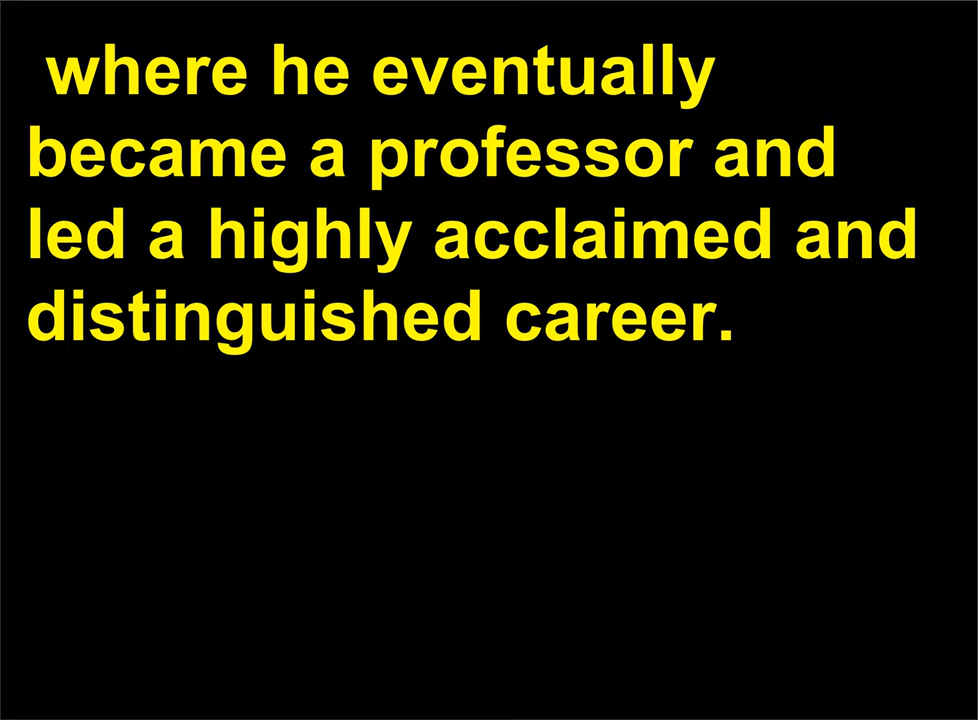 where he eventually
became a professor and
led a highly acclaimed and
distinguished career.